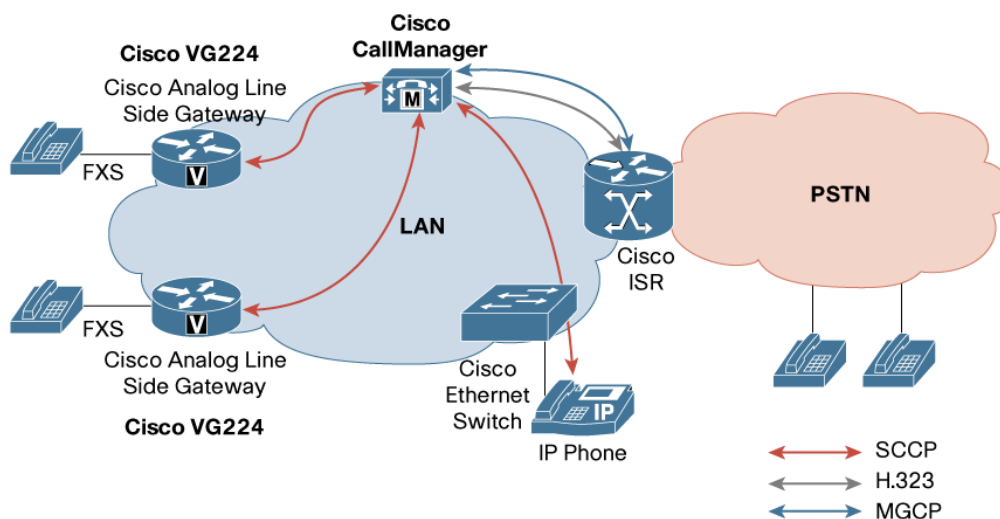 Cisco
CallManager
Cisco VG224
Cisco Analog Line
Side Gateway
M
FXS
V
LAN
PSTN
Cisco
ISR
FXS
V
Cisco Analog Line
Side Gateway
Cisco VG224
Cisco
Ethernet
Switch
IP
IP Phone
SCCP
H.323
MGCP